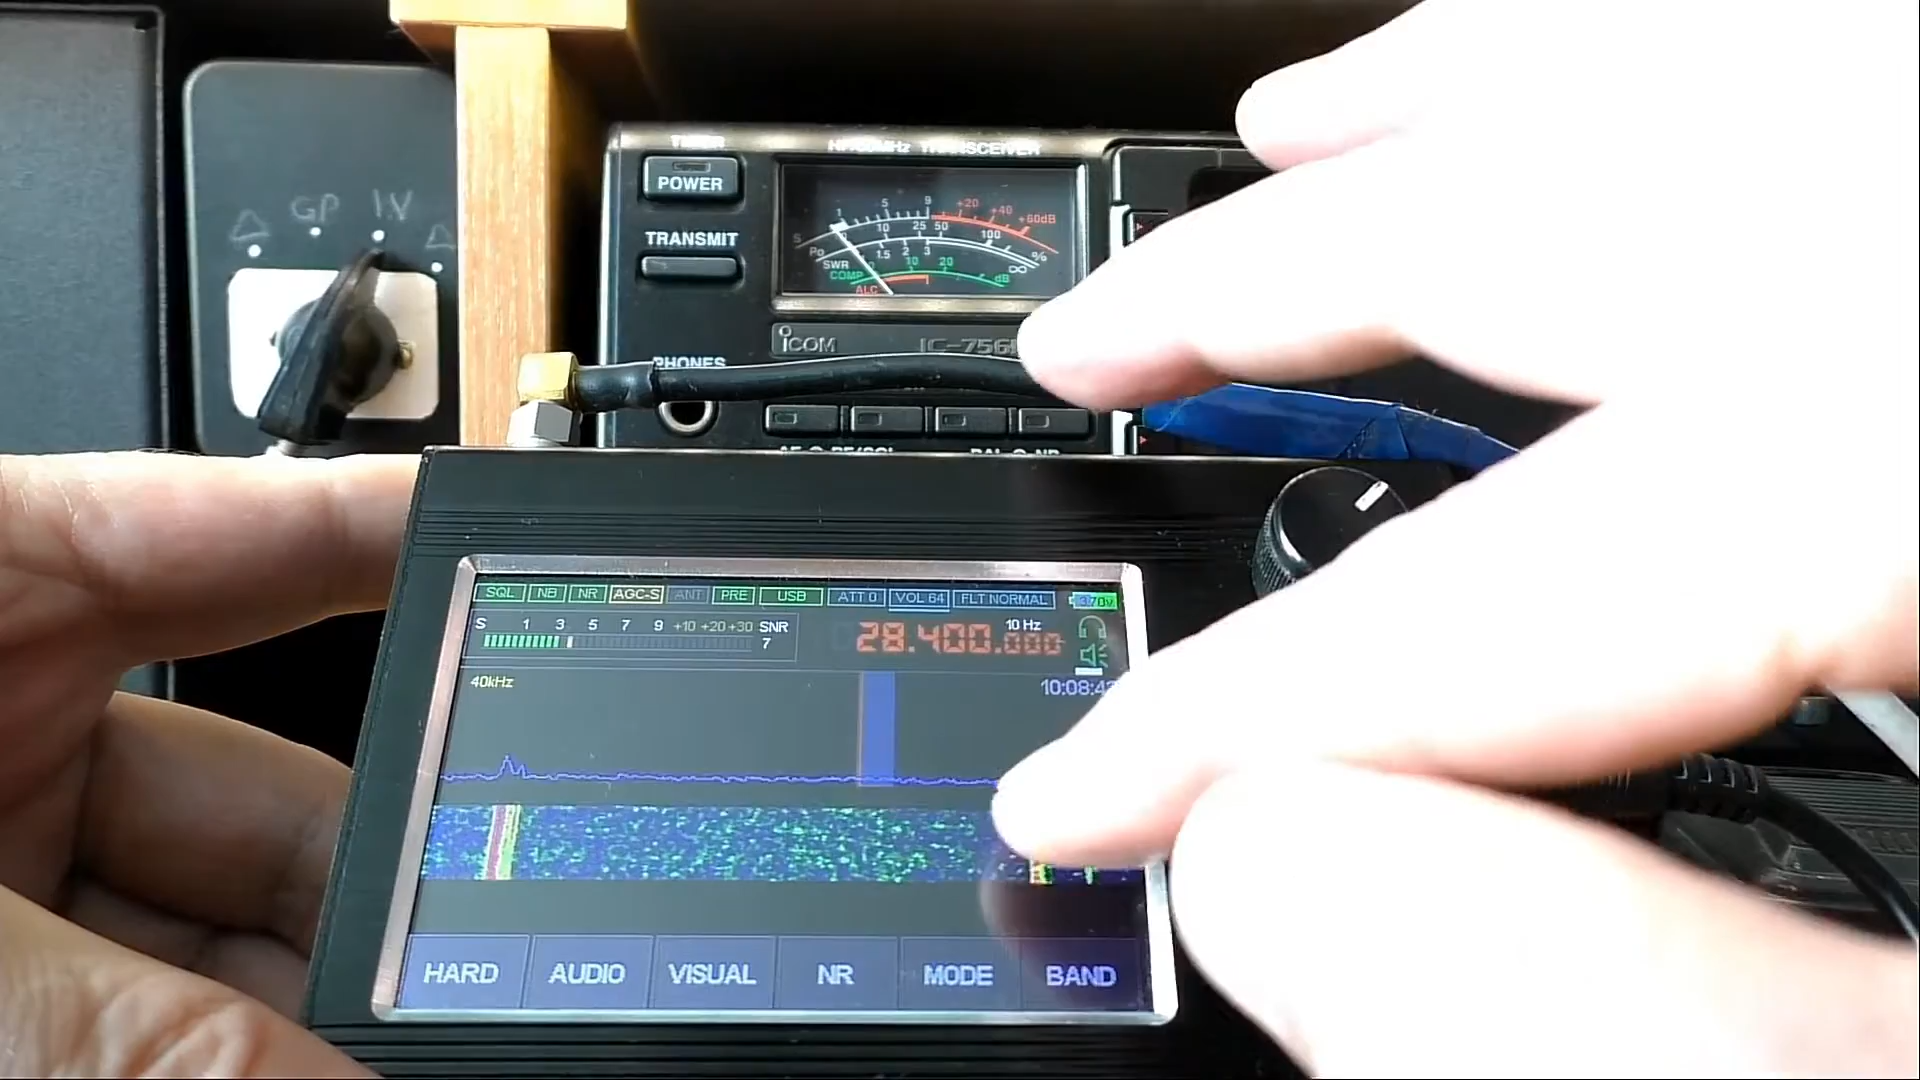 GP 1.V
TIMER
POWER
TRANSMIT
PHONES
HF/50MHz TRANSCEIVER
S 1 5 9 +20 +40 +60dB
Po 10 25 50 100 %
SWR 1.5 2 3 ∞
COMP 10 20 dB
ALC
ICOM IC-756
SQL NB NR AGC-S ANT PRE USB ATT 0 VOL 64 FLT NORMAL 3.70v
S 1 3 5 7 9 +10 +20 +30 SNR
7
10 Hz
28.400.000
40kHz 10:08:4
HARD AUDIO VISUAL NR MODE BAND